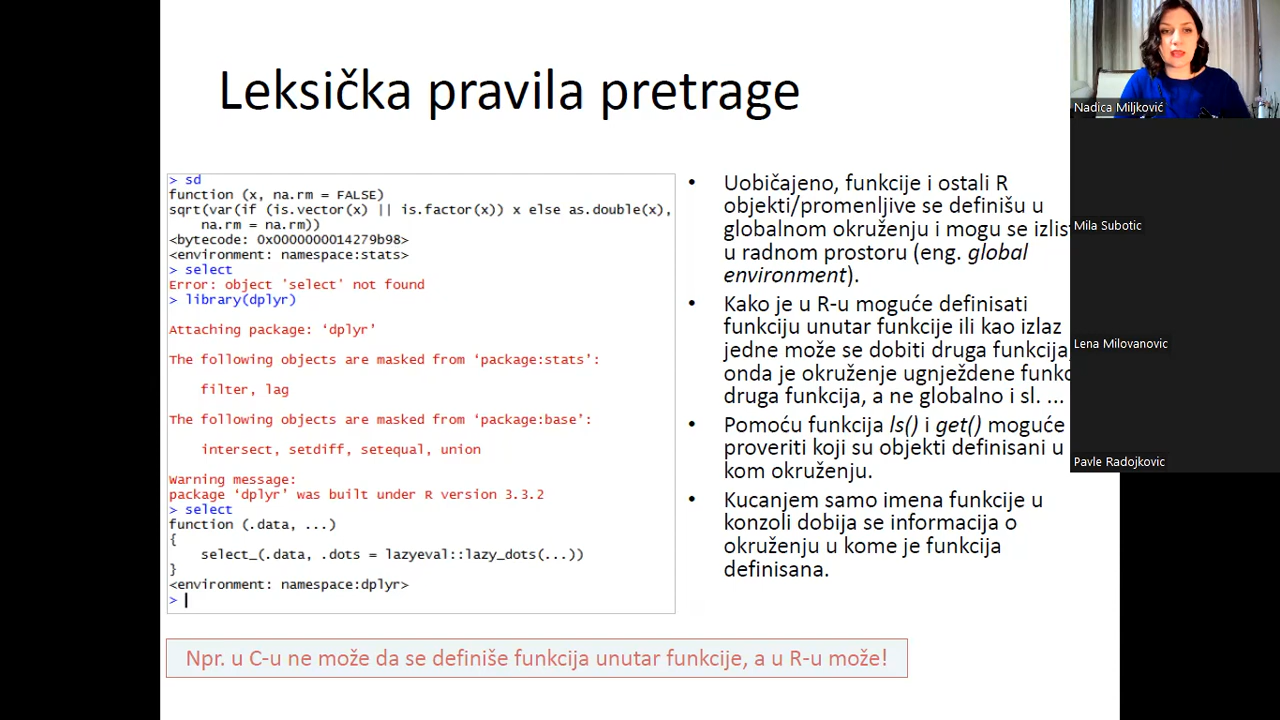 Leksička pravila pretrage
> sd
function (x, na.rm = FALSE)
sqrt(var(if (is.vector(x) || is.factor(x)) x else as.double(x),
na.rm = na.rm))
<bytecode: 0x0000000014279b98>
<environment: namespace:stats>
> select
Error: object 'select' not found
> library(dplyr)
Attaching package: ‘dplyr’
The following objects are masked from ‘package:stats’:
filter, lag
The following objects are masked from ‘package:base’:
intersect, setdiff, setequal, union
Warning message:
package ‘dplyr’ was built under R version 3.3.2
> select
function (.data, ...)
{
select_(.data, .dots = lazyeval::lazy_dots(...))
}
<environment: namespace:dplyr>
>
• Uobičajeno, funkcije i ostali R
objekti/promenljive se definišu u
globalnom okruženju i mogu se izlis
u radnom prostoru (eng. global
environment).
• Kako je u R-u moguće definisati
funkciju unutar funkcije ili kao izlaz
jedne može se dobiti druga funkcija,
onda je okruženje ugnježdene funkc
druga funkcija, a ne globalno i sl. ...
• Pomoću funkcija ls() i get() moguće
proveriti koji su objekti definisani u
kom okruženju.
• Kucanjem samo imena funkcije u
konzoli dobija se informacija o
okruženju u kome je funkcija
definisana.
Npr. u C-u ne može da se definiše funkcija unutar funkcije, a u R-u može!
Nadica Miljković
Mila Subotic
Lena Milovanovic
Pavle Radojkovic